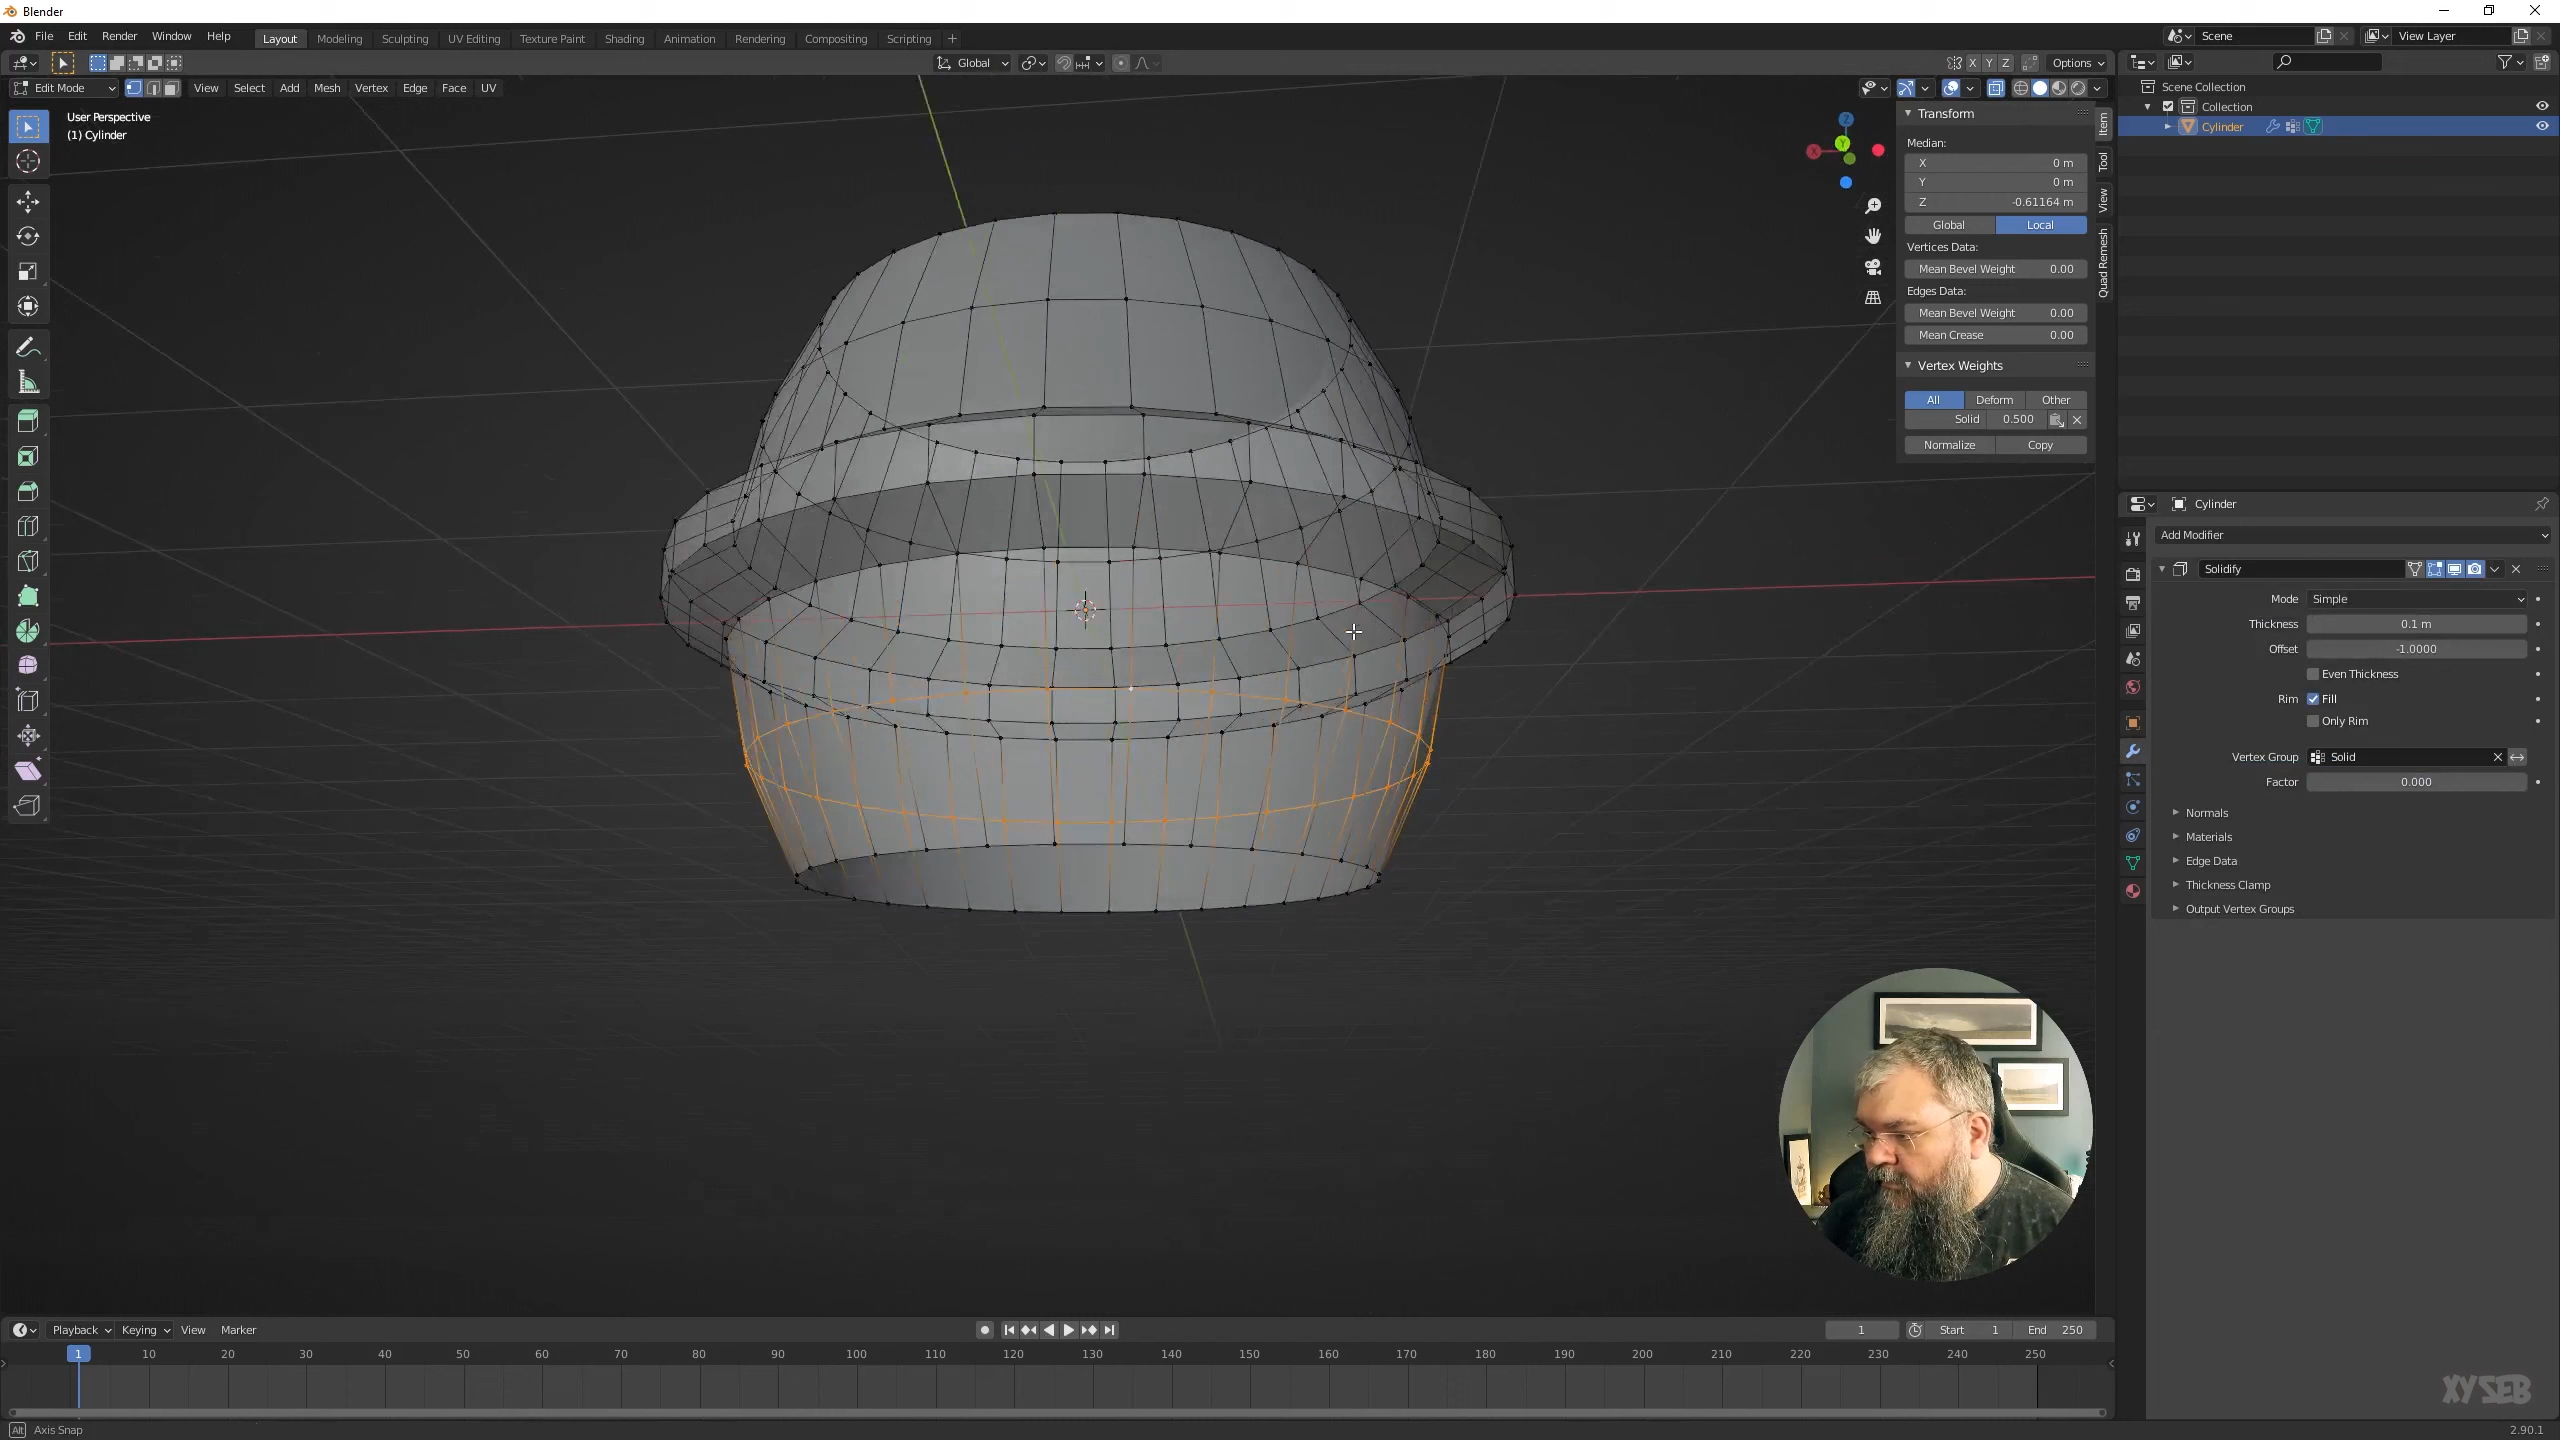 Blender
File Edit Render Window Help Layout Modeling Sculpting UV Editing Texture Paint Shading Animation Rendering Compositing Scripting + Scene View Layer
Global X Y Z Options
Edit Mode View Select Add Mesh Vertex Edge Face UV
User Perspective
(1) Cylinder
Z
Y
X
Transform
Median:
X 0 m
Y 0 m
Z -0.61164 m
Global Local
Vertices Data:
Mean Bevel Weight 0.00
Edges Data:
Mean Bevel Weight 0.00
Mean Crease 0.00
Vertex Weights
All Deform Other
Solid 0.500
Normalize Copy
Item
Tool
View
Quad Remesh
Scene Collection
Collection
Cylinder
Cylinder
Add Modifier
Solidify
Mode Simple
Thickness 0.1 m
Offset -1.0000
Even Thickness
Rim Fill
Only Rim
Vertex Group Solid
Factor 0.000
Normals
Materials
Edge Data
Thickness Clamp
Output Vertex Groups
Playback Keying View Marker 1 Start 1 End 250
1 10 20 30 40 50 60 70 80 90 100 110 120 130 140 150 160 170 180 190 200 210 220 230 240 250
XYSEB
Alt Axis Snap 2.90.1